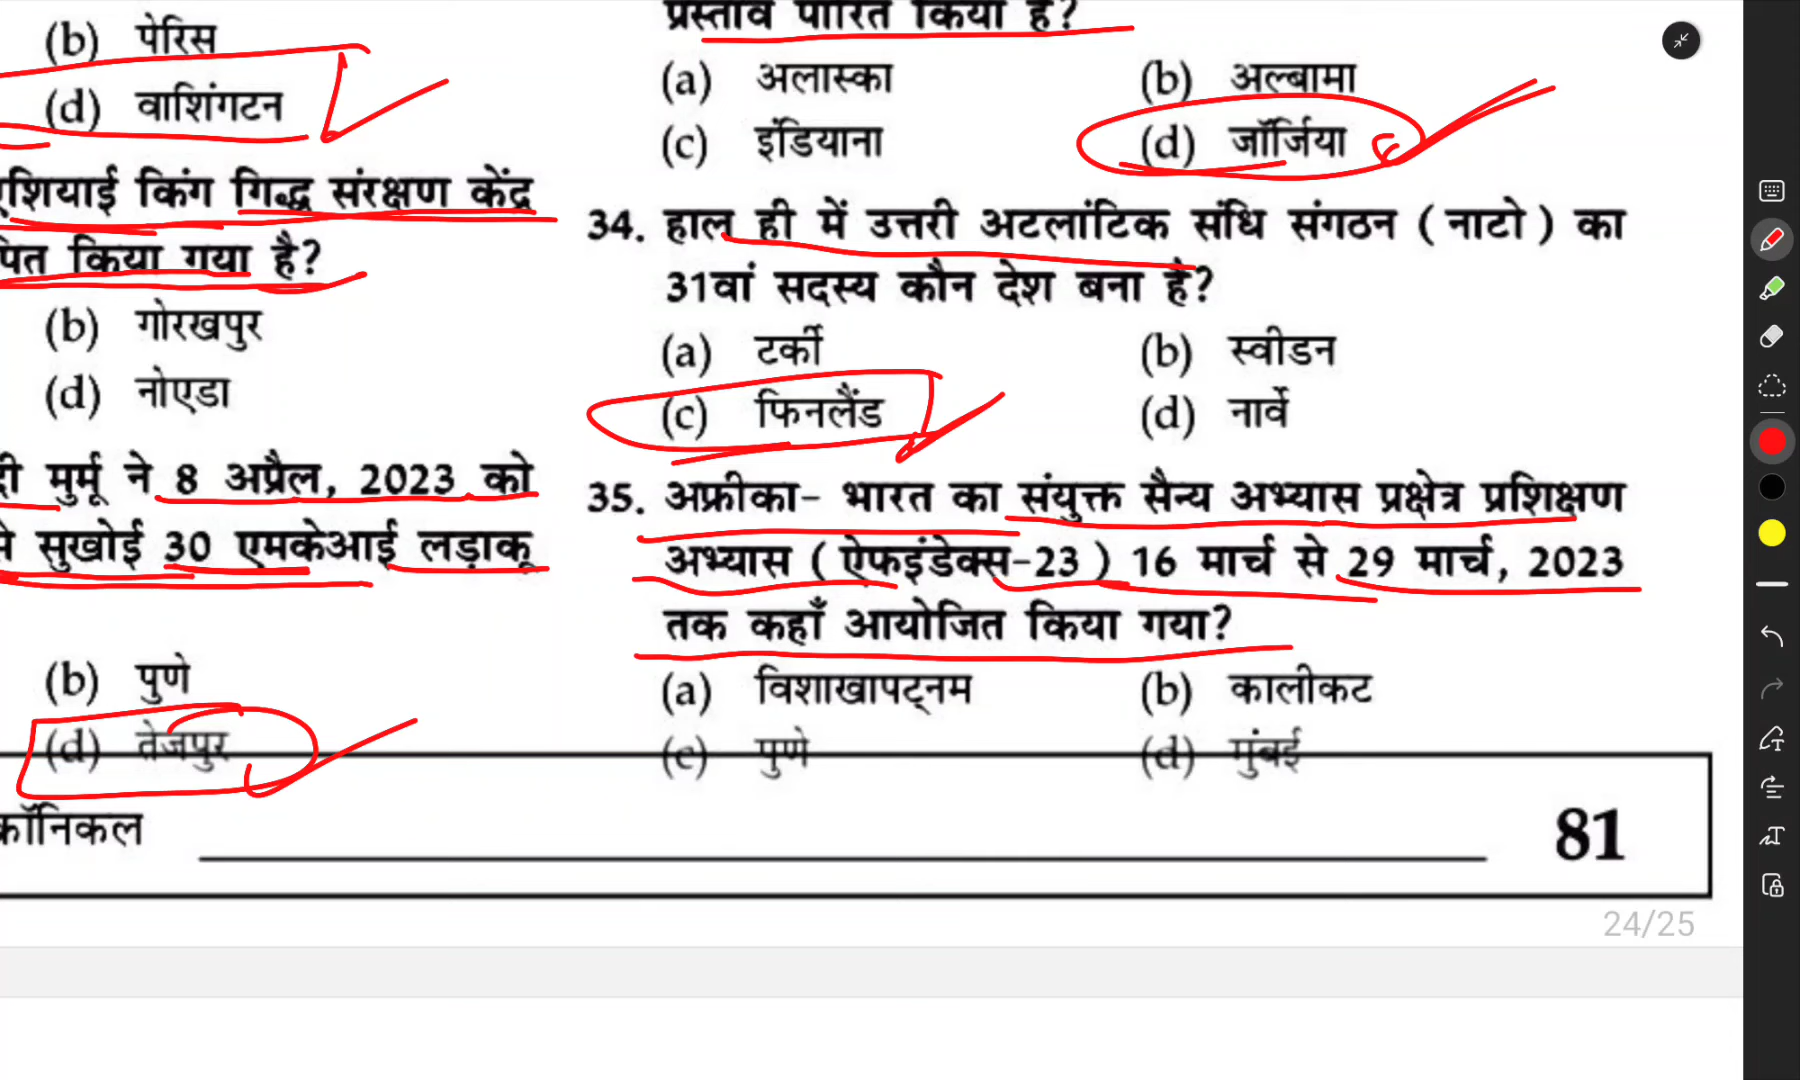 (b) पेरिस
(d) वाशिंगटन
एशियाई किंग गिद्ध संरक्षण केंद्र
किया गया है?
(b) गोरखपुर
(d) नोएडा
मुर्मू ने 8 अप्रैल, 2023 को
सुखोई 30 एमकेआई लड़ाकू
(b) पुणे
(d) तेजपुर
क्रॉनिकल
प्रस्ताव पारित किया है?
(a) अलास्का (b) अल्बामा
(c) इंडियाना (d) जॉर्जिया
34. हाल ही में उत्तरी अटलांटिक संधि संगठन ( नाटो ) का
31वां सदस्य कौन देश बना है?
(a) टर्की (b) स्वीडन
(c) फिनलैंड (d) नार्वे
35. अफ्रीका- भारत का संयुक्त सैन्य अभ्यास प्रक्षेत्र प्रशिक्षण
अभ्यास ( ऐफइंडेक्स-23 ) 16 मार्च से 29 मार्च, 2023
तक कहाँ आयोजित किया गया?
(a) विशाखापट्नम (b) कालीकट
(c) पुणे (d) मुंबई
81
24/25